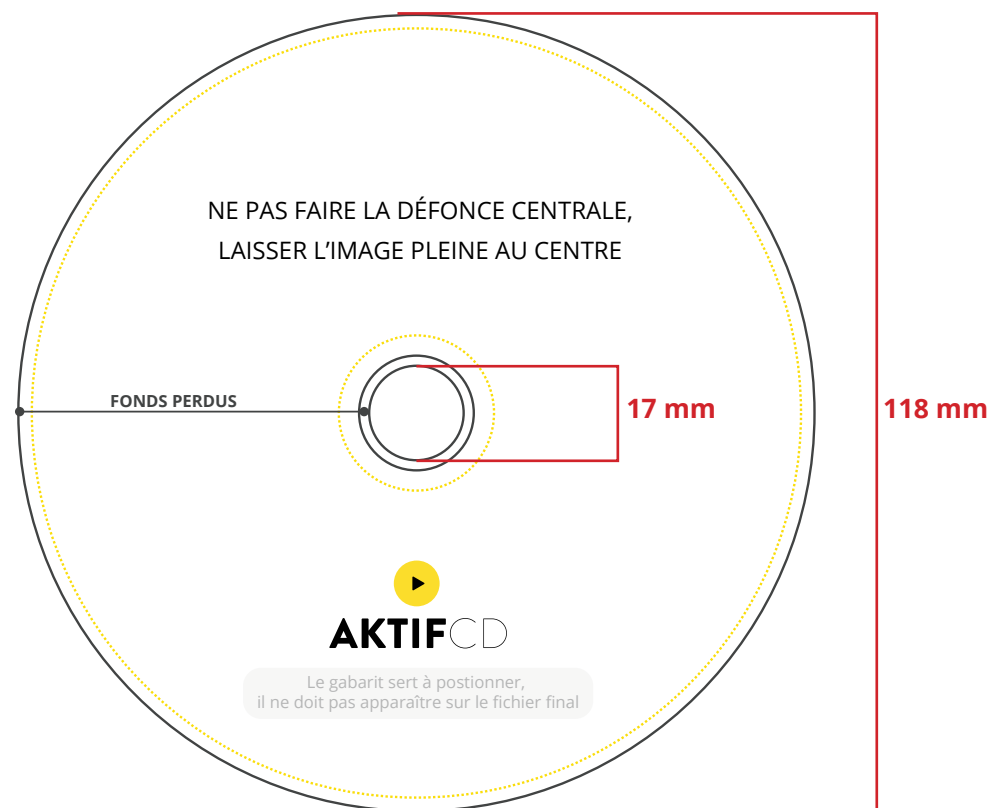 NE PAS FAIRE LA DÉFONCE CENTRALE,
LAISSER L’IMAGE PLEINE AU CENTRE
FONDS PERDUS
17 mm
118 mm
AKTIFCD
Le gabarit sert à postionner,
il ne doit pas apparaître sur le fichier final